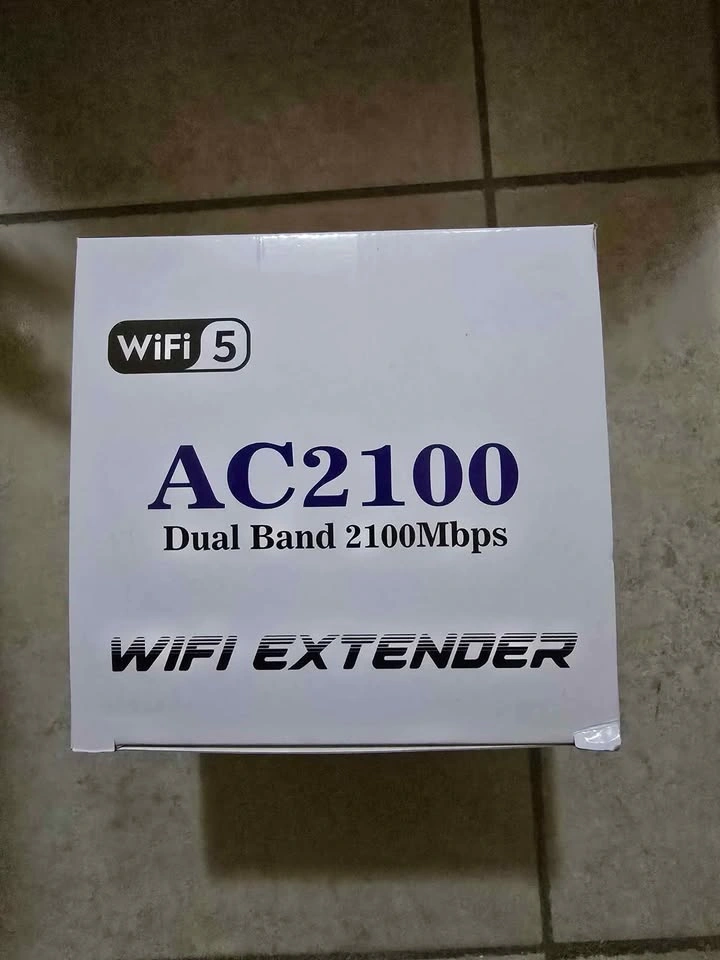 WiFi 5
AC2100
Dual Band 2100Mbps
WIFI EXTENDER